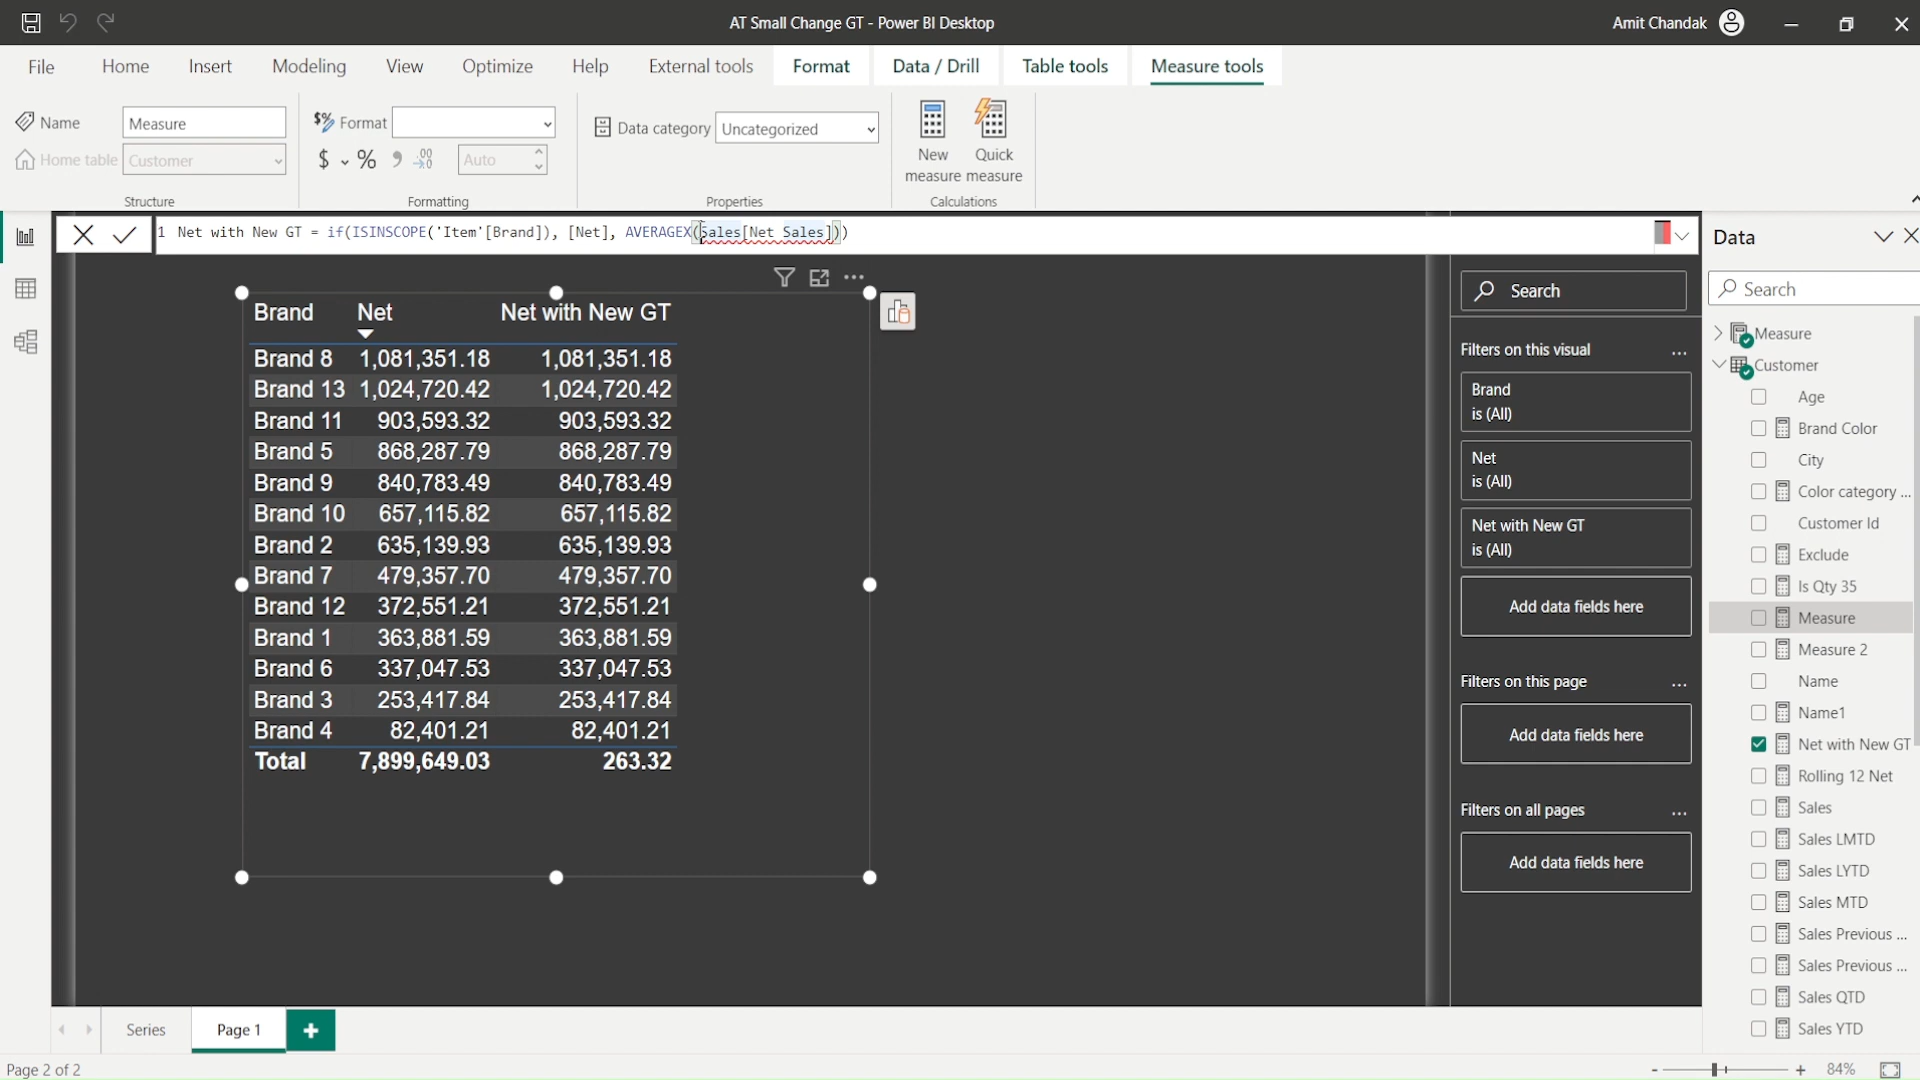 AT Small Change GT - Power BI Desktop
Amit Chandak
File Home Insert Modeling View Optimize Help External tools Format Data / Drill Table tools Measure tools
Name Measure
Home table Customer
Structure
$% Format
$ % 9 .00 Auto
Formatting
Data category Uncategorized
Properties
New measure
Quick measure
Calculations
1 Net with New GT = if(ISINSCOPE('Item'[Brand]), [Net], AVERAGEX(Sales[Net Sales]))
Brand Net Net with New GT
Brand 8 1,081,351.18 1,081,351.18
Brand 13 1,024,720.42 1,024,720.42
Brand 11 903,593.32 903,593.32
Brand 5 868,287.79 868,287.79
Brand 9 840,783.49 840,783.49
Brand 10 657,115.82 657,115.82
Brand 2 635,139.93 635,139.93
Brand 7 479,357.70 479,357.70
Brand 12 372,551.21 372,551.21
Brand 1 363,881.59 363,881.59
Brand 6 337,047.53 337,047.53
Brand 3 253,417.84 253,417.84
Brand 4 82,401.21 82,401.21
Total 7,899,649.03 263.32
Search
Filters on this visual ...
Brand
is (All)
Net
is (All)
Net with New GT
is (All)
Add data fields here
Filters on this page ...
Add data fields here
Filters on all pages ...
Add data fields here
Data
Search
Measure
Customer
Age
Brand Color
City
Color category ...
Customer Id
Exclude
Is Qty 35
Measure
Measure 2
Name
Name1
Net with New GT
Rolling 12 Net
Sales
Sales LMTD
Sales LYTD
Sales MTD
Sales Previous ...
Sales Previous ...
Sales QTD
Sales YTD
Series Page 1 +
Page 2 of 2
- + 84%